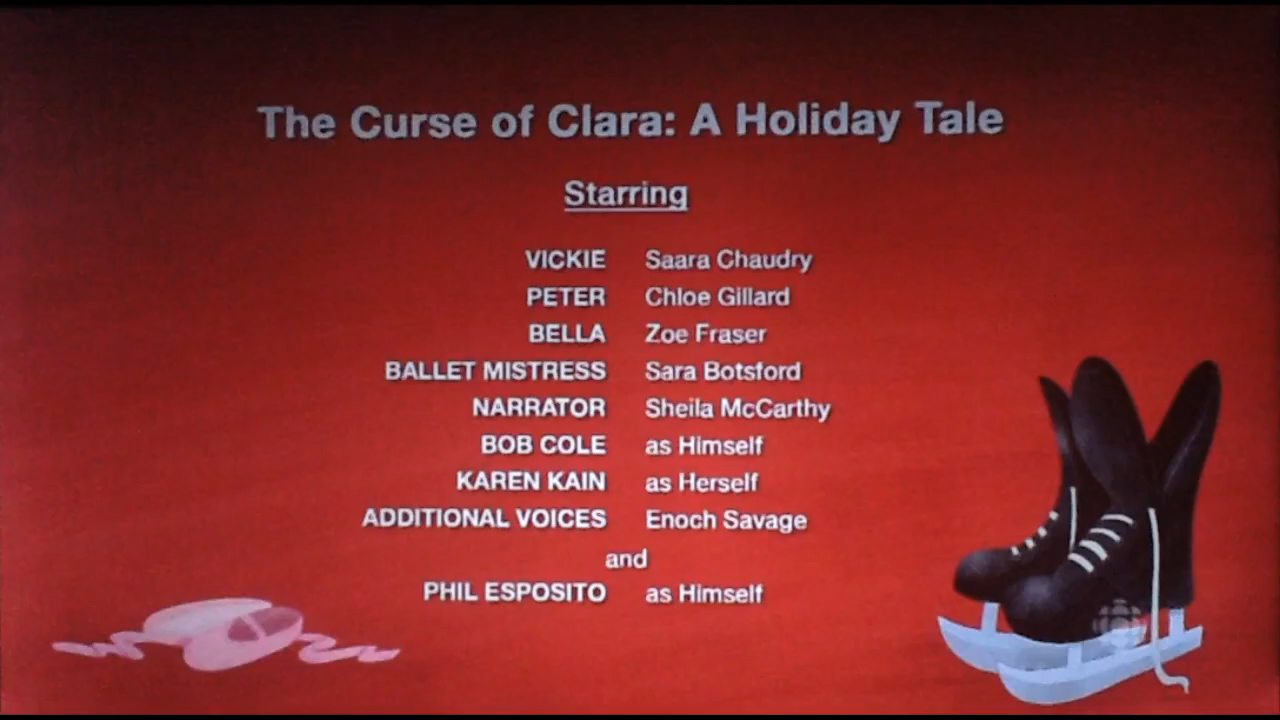 The Curse of Clara: A Holiday Tale
Starring
VICKIE Saara Chaudry
PETER Chloe Gillard
BELLA Zoe Fraser
BALLET MISTRESS Sara Botsford
NARRATOR Sheila McCarthy
BOB COLE as Himself
KAREN KAIN as Herself
ADDITIONAL VOICES Enoch Savage
and
PHIL ESPOSITO as Himself